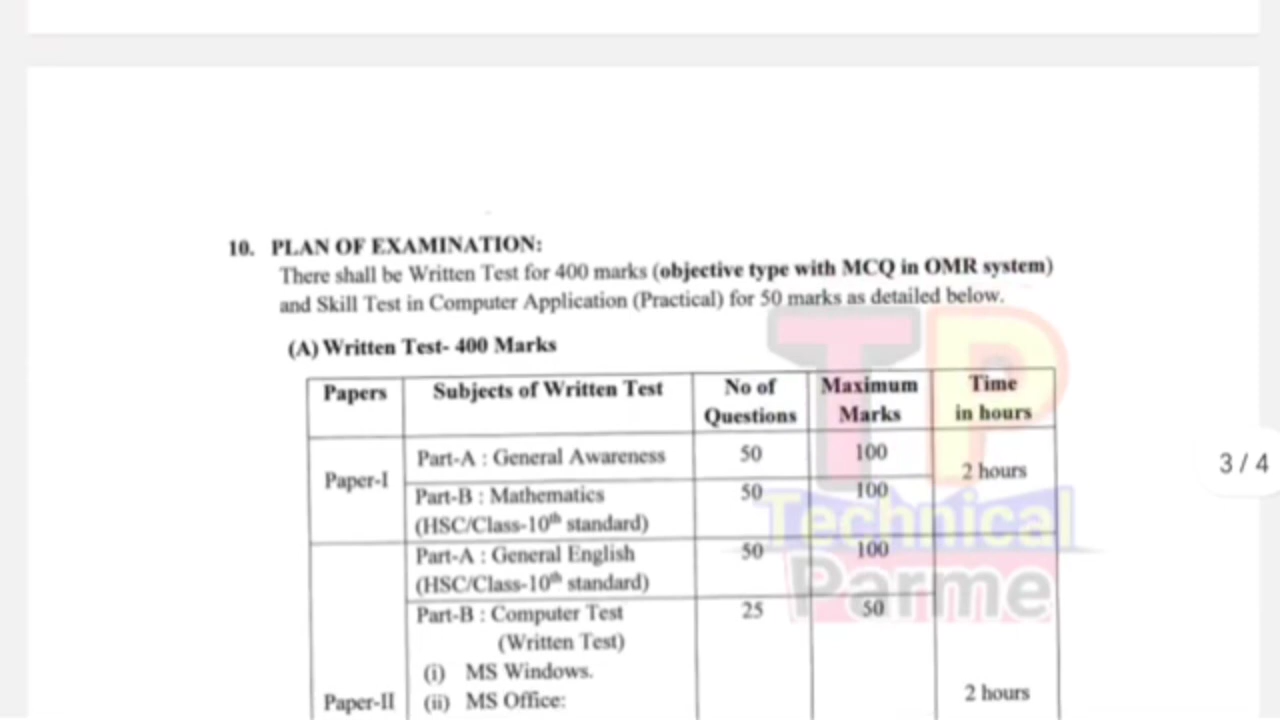 10. PLAN OF EXAMINATION:
There shall be Written Test for 400 marks (objective type with MCQ in OMR system)
and Skill Test in Computer Application (Practical) for 50 marks as detailed below.
(A) Written Test- 400 Marks
Papers Subjects of Written Test No of Questions Maximum Marks Time in hours
Paper-I Part-A : General Awareness 50 100 2 hours
Part-B : Mathematics 50 100
(HSC/Class-10th standard)
Part-A : General English 50 100
(HSC/Class-10th standard)
Part-B : Computer Test 25 50
(Written Test)
(i) MS Windows.
Paper-II (ii) MS Office: 2 hours
3 / 4
TP
Technical
Parme